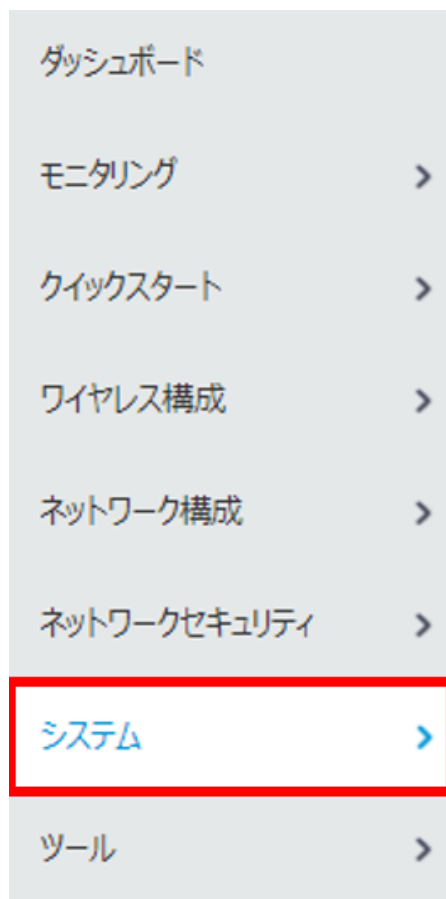 ダッシュボード
モニタリング
クイックスタート
ワイヤレス構成
ネットワーク構成
ネットワークセキュリティ
システム
ツール